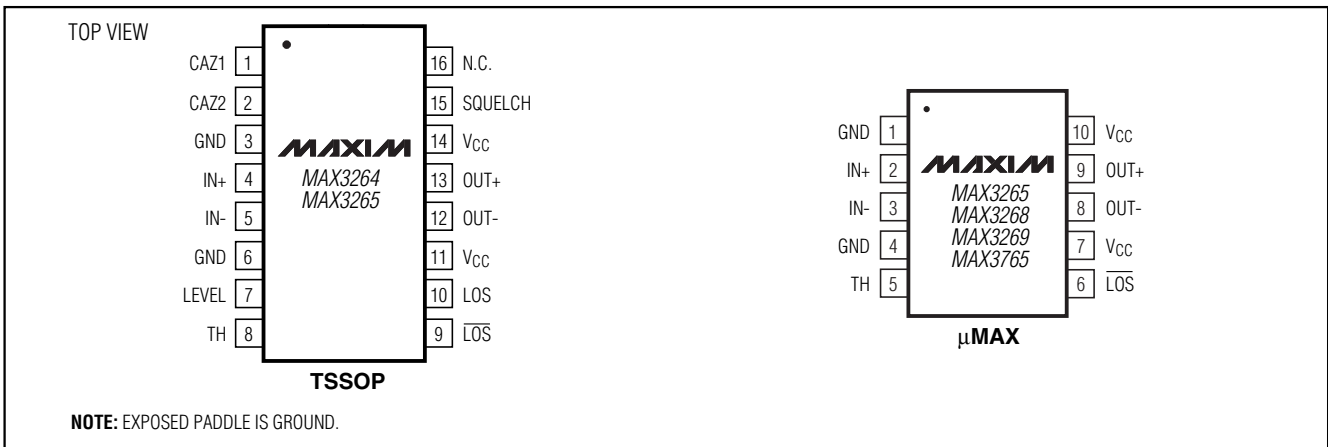 TOP VIEW
CAZ1 1
CAZ2 2
GND 3
IN+ 4
IN- 5
GND 6
LEVEL 7
TH 8
MAXIM
MAX3264
MAX3265
16 N.C.
15 SQUELCH
14 VCC
13 OUT+
12 OUT-
11 VCC
10 LOS
9 L̅O̅S̅
TSSOP
GND 1
IN+ 2
IN- 3
GND 4
TH 5
MAXIM
MAX3265
MAX3268
MAX3269
MAX3765
10 VCC
9 OUT+
8 OUT-
7 VCC
6 L̅O̅S̅
μMAX
NOTE: EXPOSED PADDLE IS GROUND.